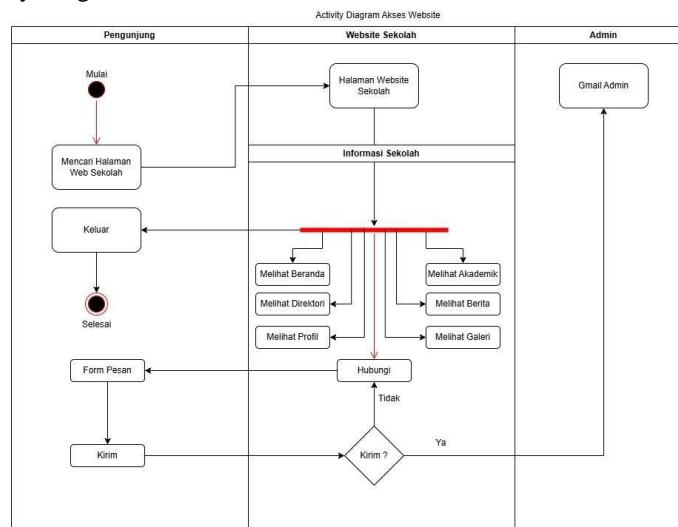 Activity Diagram Akses Website
Pengunjung
Website Sekolah
Admin
Mulai
Halaman Website
Sekolah
Gmail Admin
Mencari Halaman
Web Sekolah
Informasi Sekolah
Keluar
Melihat Beranda
Melihat Akademik
Melihat Direktori
Melihat Berita
Selesai
Melihat Profil
Melihat Galeri
Form Pesan
Hubungi
Tidak
Ya
Kirim
Kirim ?